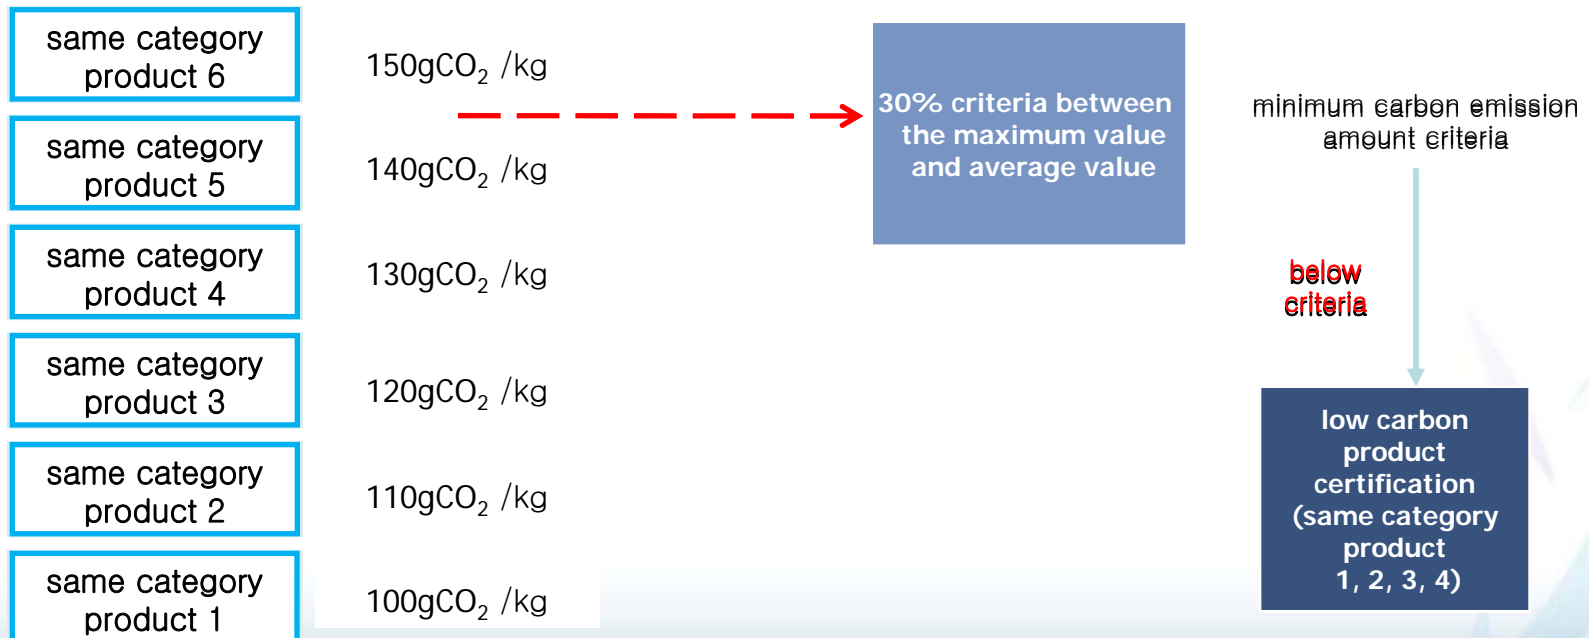 same category
product 6
150gCO₂ /kg
same category
product 5
140gCO₂ /kg
same category
product 4
130gCO₂ /kg
same category
product 3
120gCO₂ /kg
same category
product 2
110gCO₂ /kg
same category
product 1
100gCO₂ /kg
30% criteria between
the maximum value
and average value
minimum carbon emission
amount criteria
below
criteria
low carbon
product
certification
(same category
product
1, 2, 3, 4)